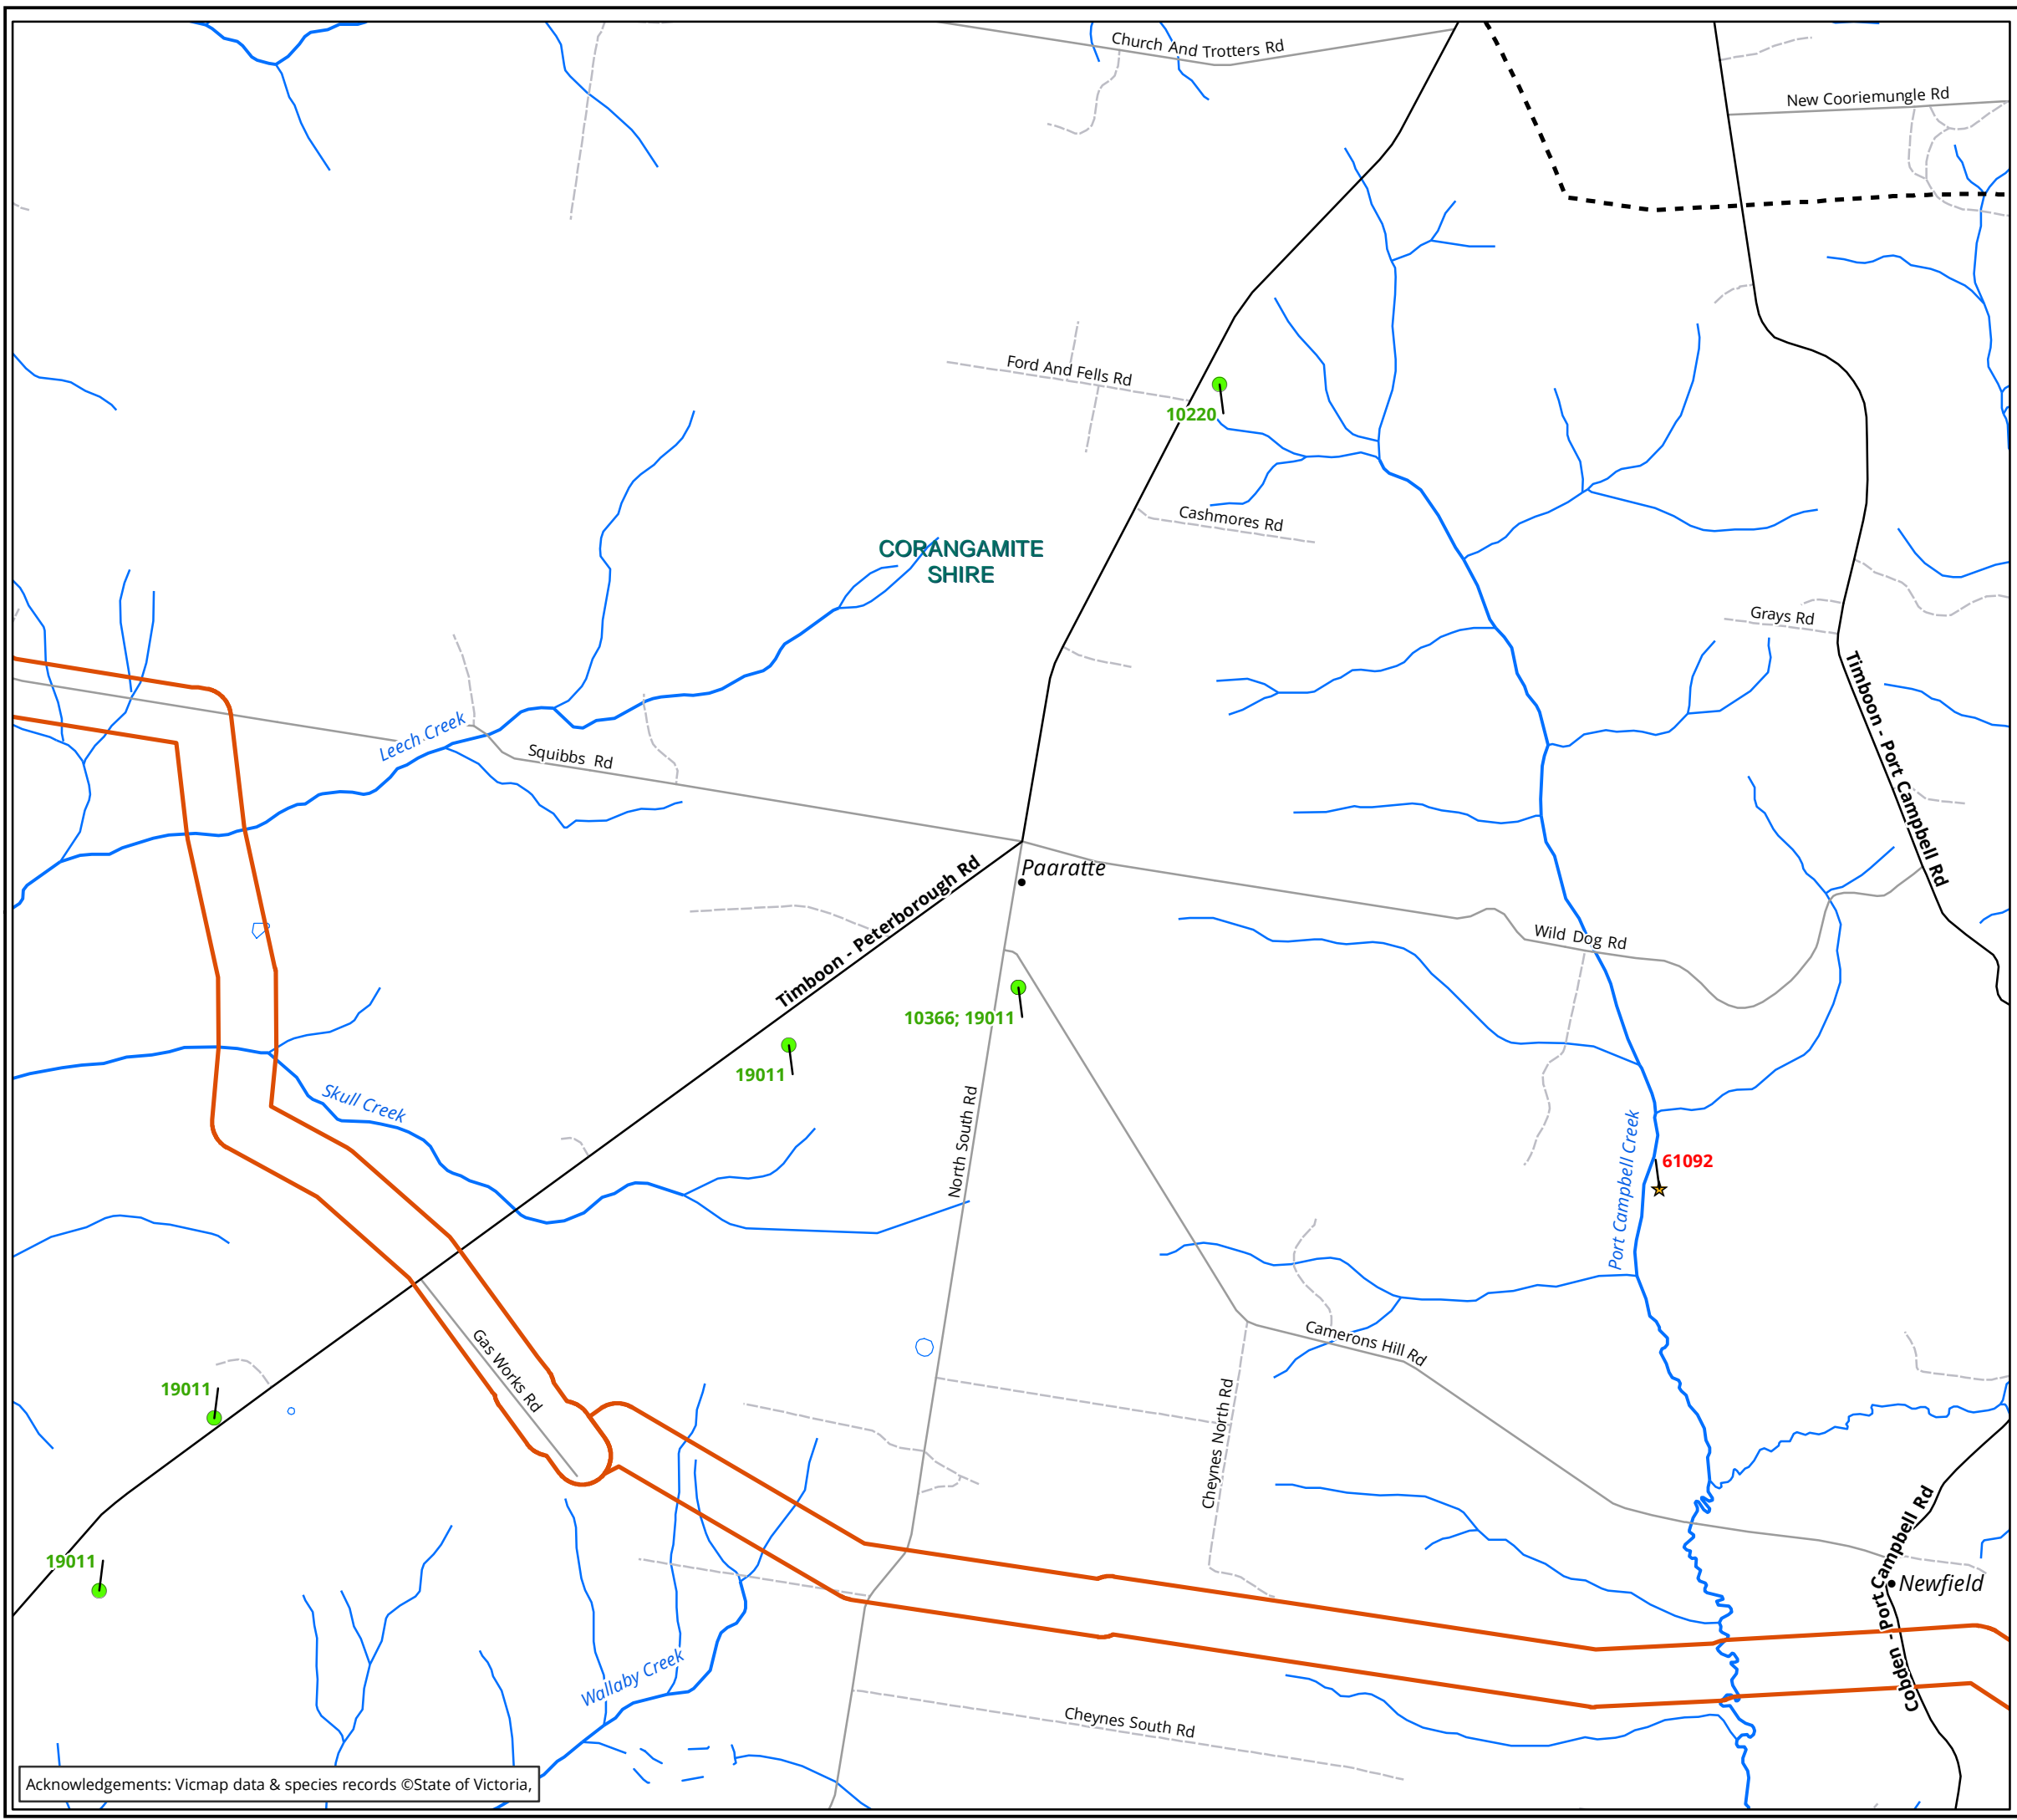 Church And Trotters Rd
New Cooriemungle Rd
Ford And Fells Rd
10220
Cashmores Rd
CORANGAMITE
SHIRE
Grays Rd
Timboon - Port Campbell Rd
Leech Creek
Squibbs Rd
Paaratte
Timboon - Peterborough Rd
Wild Dog Rd
10366; 19011
19011
Skull Creek
North South Rd
Port Campbell Creek
61092
Gas Works Rd
Camerons Hill Rd
19011
Cheynes North Rd
19011
Cobden - Port Campbell Rd
Newfield
Wallaby Creek
Cheynes South Rd
Acknowledgements: Vicmap data & species records ©State of Victoria,